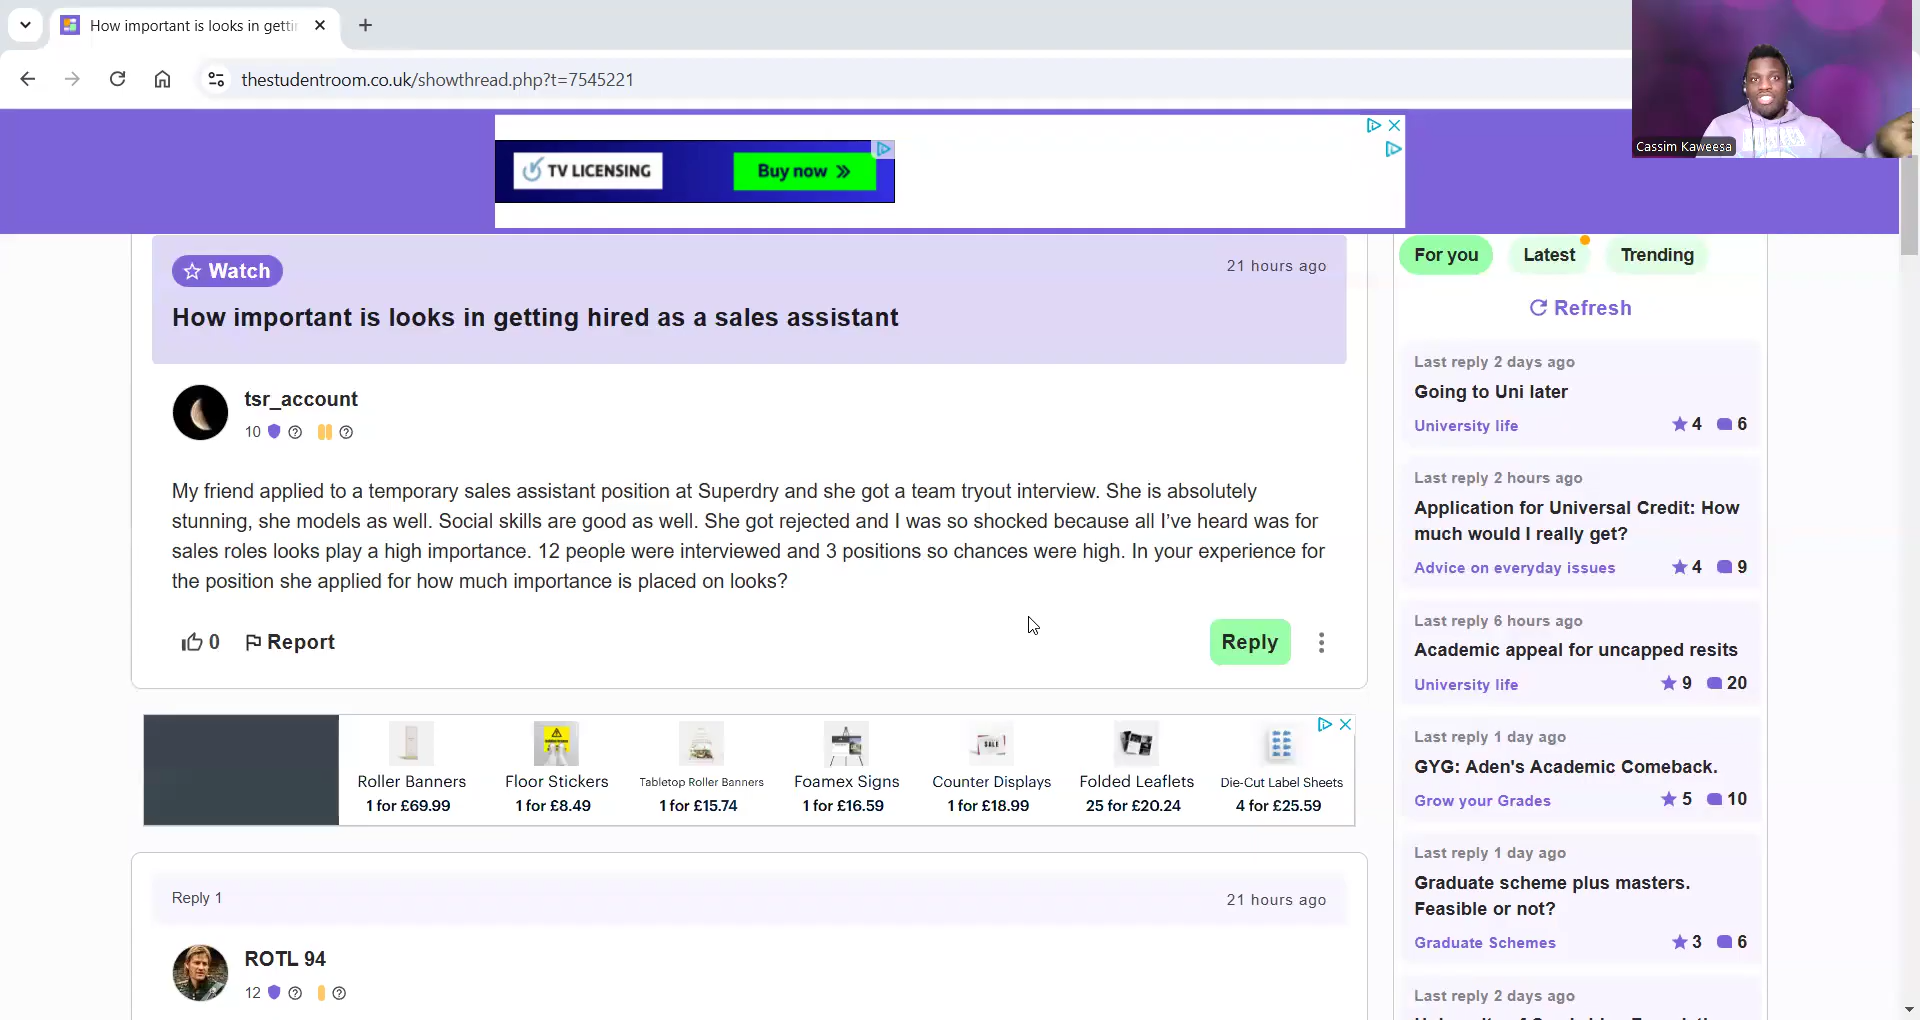 How important is looks in gettin
thestudentroom.co.uk/showthread.php?t=7545221
Cassim Kaweesa
TV LICENSING
Buy now »
Watch
21 hours ago
How important is looks in getting hired as a sales assistant
tsr_account
10
My friend applied to a temporary sales assistant position at Superdry and she got a team tryout interview. She is absolutely
stunning, she models as well. Social skills are good as well. She got rejected and I was so shocked because all I've heard was for
sales roles looks play a high importance. 12 people were interviewed and 3 positions so chances were high. In your experience for
the position she applied for how much importance is placed on looks?
0 Report
Reply
Roller Banners
1 for £69.99
Floor Stickers
1 for £8.49
Tabletop Roller Banners
1 for £15.74
Foamex Signs
1 for £16.59
SALE
Counter Displays
1 for £18.99
Folded Leaflets
25 for £20.24
Die-Cut Label Sheets
4 for £25.59
Reply 1
21 hours ago
ROTL 94
12
For you
Latest
Trending
Refresh
Last reply 2 days ago
Going to Uni later
University life
4 6
Last reply 2 hours ago
Application for Universal Credit: How
much would I really get?
Advice on everyday issues
4 9
Last reply 6 hours ago
Academic appeal for uncapped resits
University life
9 20
Last reply 1 day ago
GYG: Aden's Academic Comeback.
Grow your Grades
5 10
Last reply 1 day ago
Graduate scheme plus masters.
Feasible or not?
Graduate Schemes
3 6
Last reply 2 days ago